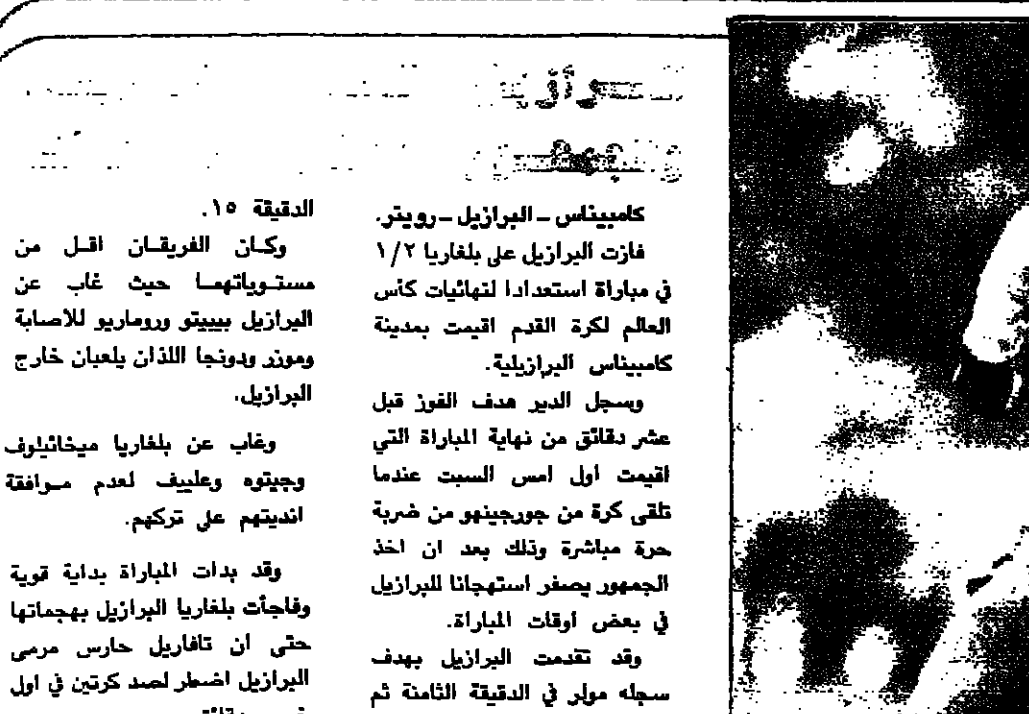 كامبيناس ـ البرازيل ـ رويتر.
فازت البرازيل على بلغاريا ١/٢
في مباراة استعدادا لنهائيات كأس
العالم لكرة القدم اقيمت بمدينة
كامبيناس البرازيلية.
وسجل الدير هدف الفوز قبل
عشر دقائق من نهاية المباراة التي
اقيمت أول امس السبت عندما
تلقى كرة من جورجينهو من ضربة
حرة مباشرة وذلك بعد ان اخذ
الجمهور يصفر استهجانا للبرازيل
في بعض أوقات المباراة.
وقد تقدمت البرازيل بهدف
سجله مولر في الدقيقة الثامنة ثم
الدقيقة ١٥.
وكان الفريقان اقل من
مستوياتهما حيث غاب عن
البرازيل بيبيتو وروماريو للاصابة
وموزر ودونجا اللذان يلعبان خارج
البرازيل.
وغاب عن بلغاريا ميخائيلوف
وجيتوه وعلييف لعدم موافقة
انديتهم على تركهم.
وقد بدات المباراة بداية قوية
وفاجأت بلغاريا البرازيل بهجماتها
حتى ان تافاريل حارس مرمى
البرازيل اضطر لصد كرتين في اول